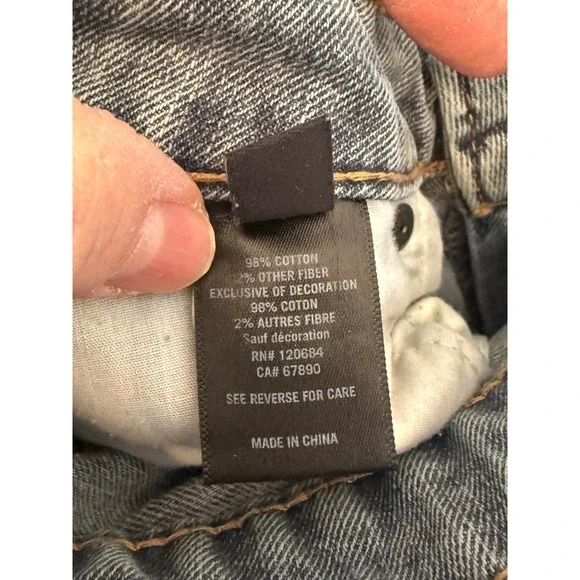 98% COTTON
2% OTHER FIBER
EXCLUSIVE OF DECORATION
98% COTON
2% AUTRES FIBRE
Sauf décoration
RN# 120684
CA# 67890
SEE REVERSE FOR CARE
MADE IN CHINA